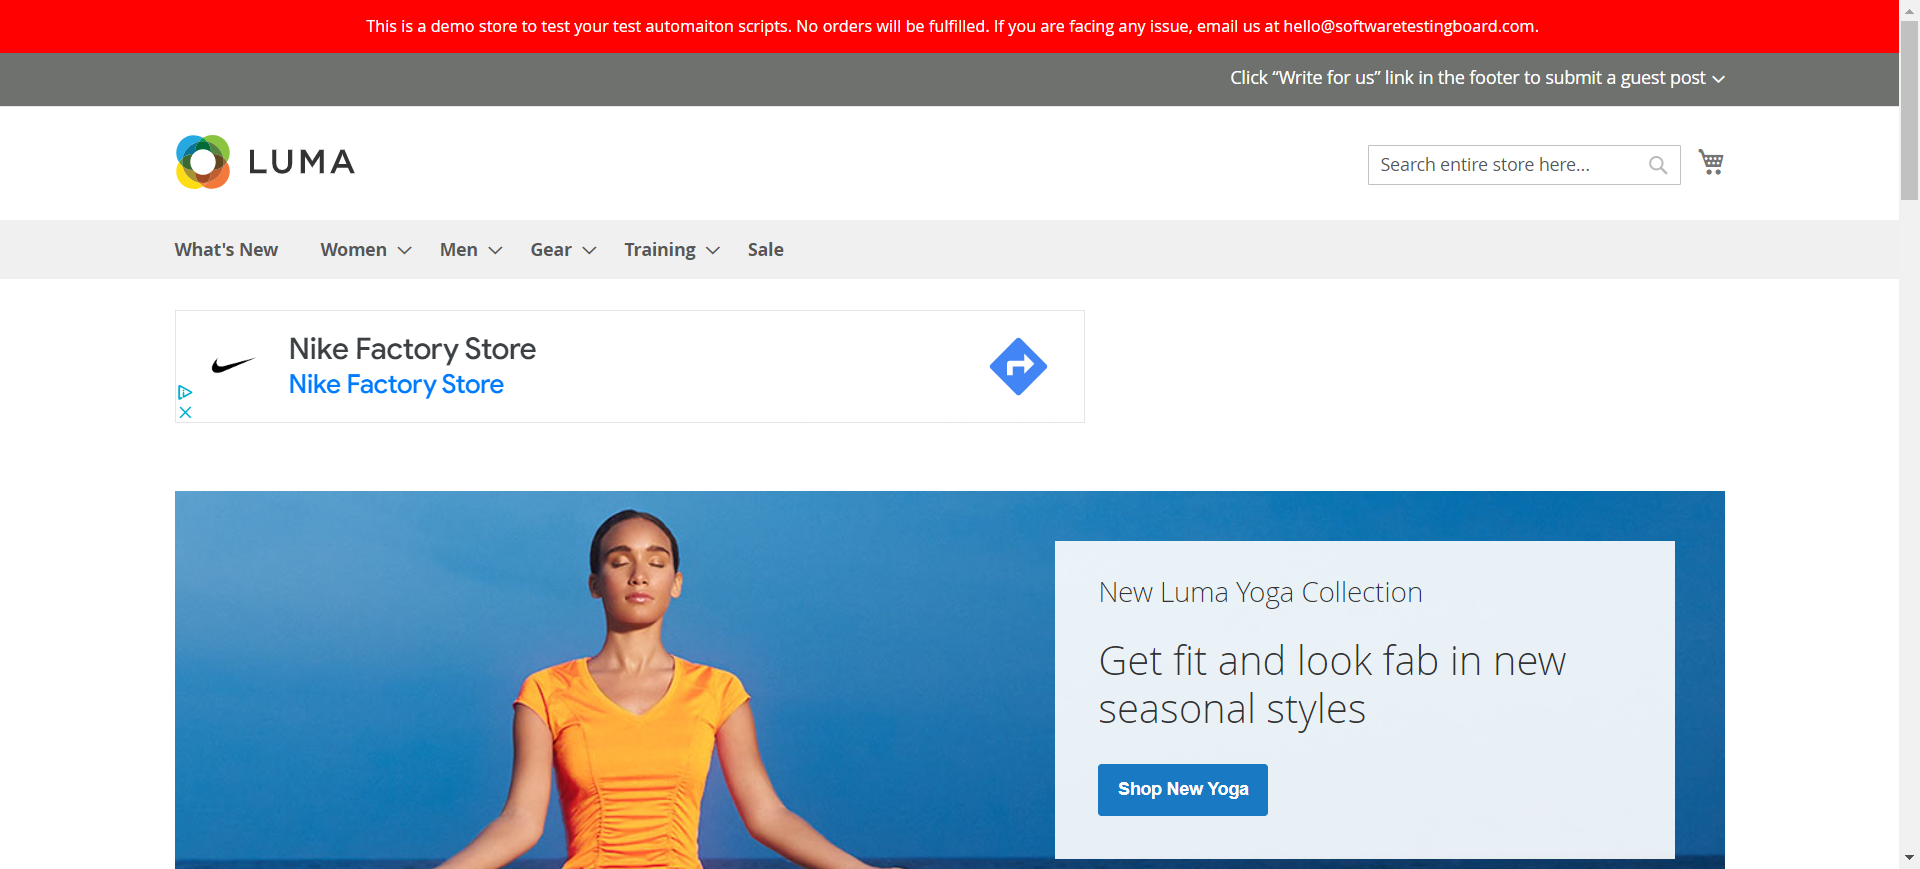 This is a demo store to test your test automaiton scripts. No orders will be fulfilled. If you are facing any issue, email us at hello@softwaretestingboard.com.
Click “Write for us” link in the footer to submit a guest post
LUMA
Search entire store here...
What's New Women Men Gear Training Sale
Nike Factory Store
Nike Factory Store
New Luma Yoga Collection
Get fit and look fab in new
seasonal styles
Shop New Yoga